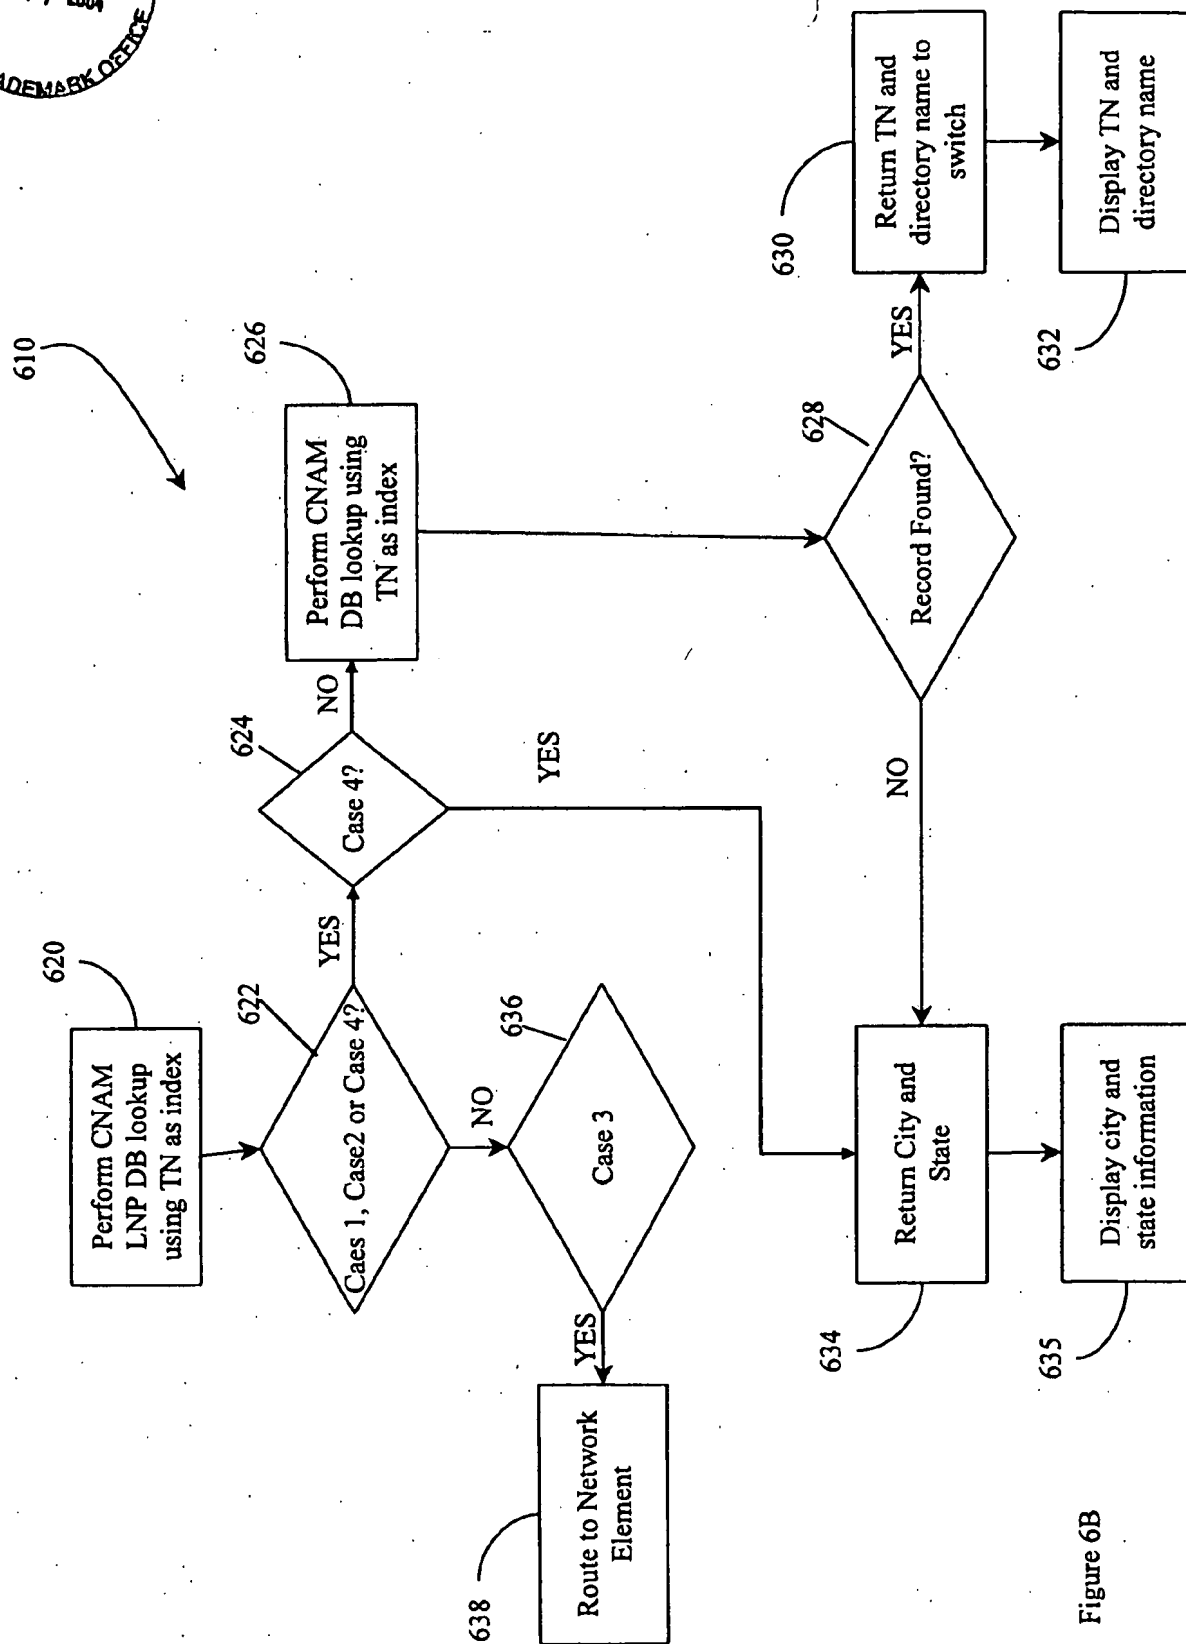 ADEMARK OFFICE
610
620
Perform CNAM
LNP DB lookup
using TN as index
622
Caes 1, Case2 or Case 4?
YES
NO
624
Case 4?
NO
YES
626
Perform CNAM
DB lookup using
TN as index
636
Case 3
YES
638
Route to Network
Element
628
Record Found?
YES
NO
630
Return TN and
directory name to
switch
632
Display TN and
directory name
634
Return City and
State
635
Display city and
state information
Figure 6B